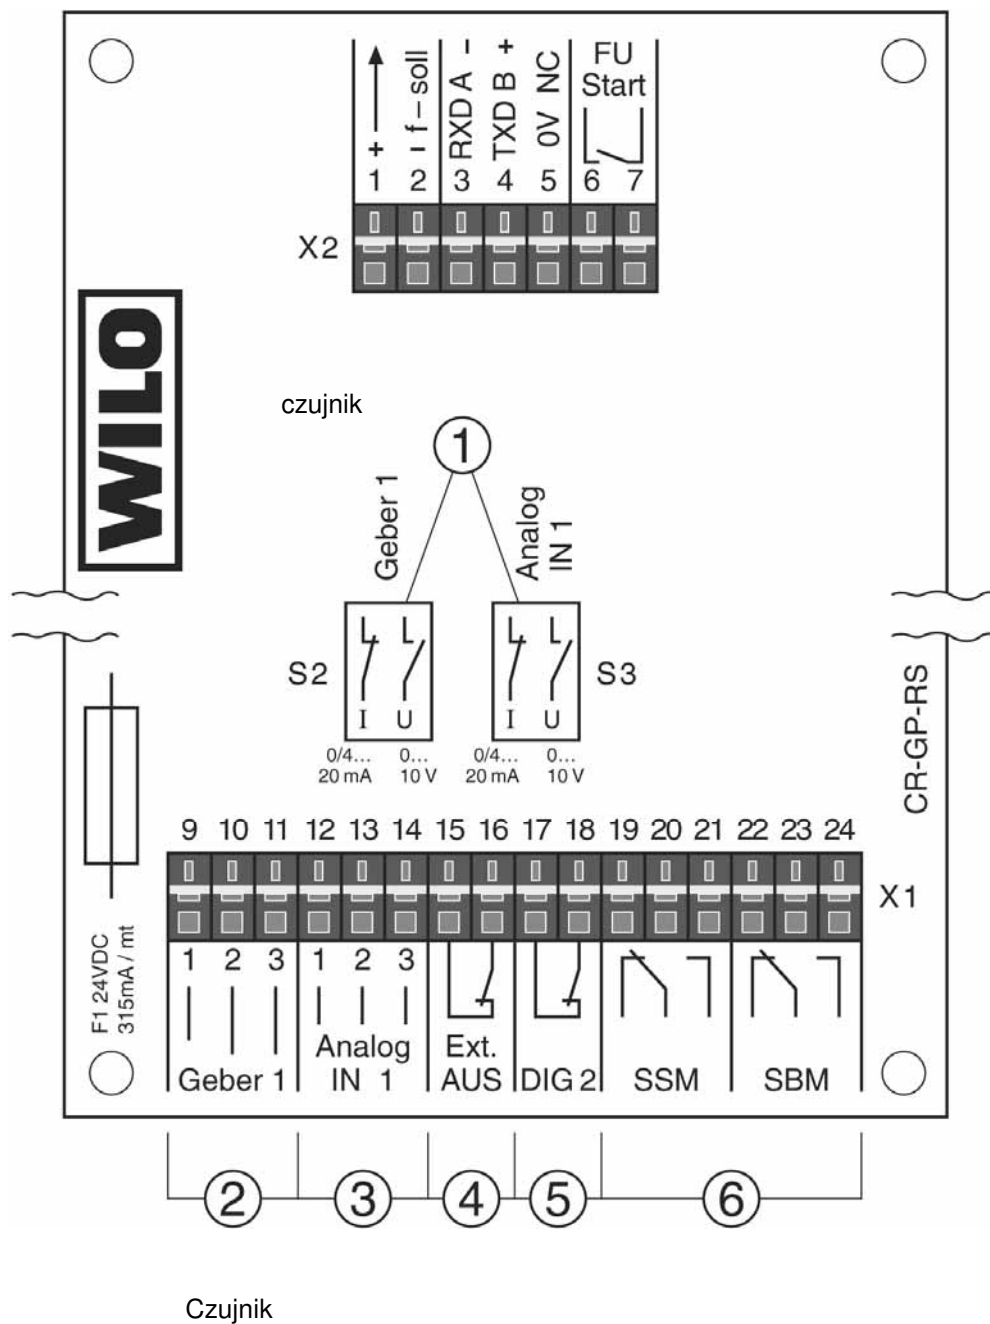 + – f – soll RXD A – TXD B + 0V NC
FU
Start
1 2 3 4 5 6 7
X2
WILO
czujnik
1
Geber 1
Analog
IN 1
S2
I U
I U
S3
0/4... 0... 0/4... 0...
20 mA 10 V 20 mA 10 V
CR-GP-RS
9 10 11 12 13 14 15 16 17 18 19 20 21 22 23 24
X1
F1 24VDC
315mA / mt
1 2 3 1 2 3
Analog Ext.
Geber 1 IN 1 AUS DIG 2 SSM SBM
2 3 4 5 6
Czujnik